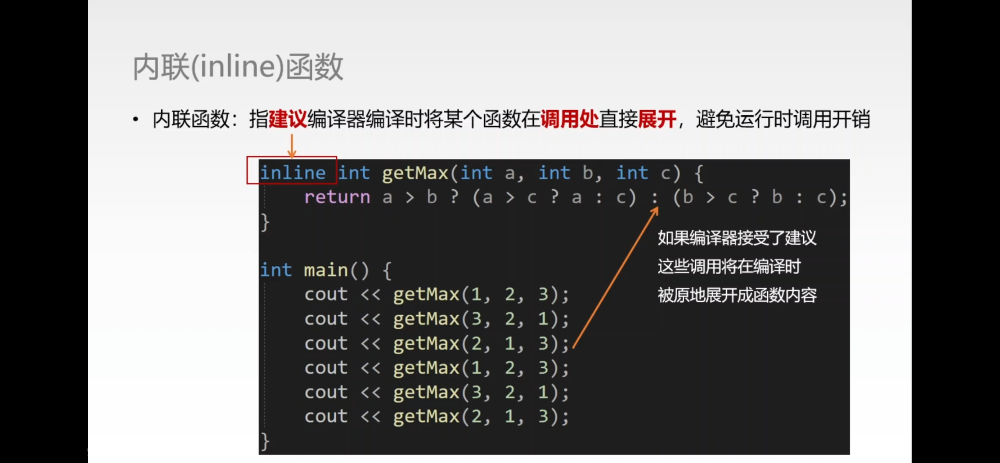 内联(inline)函数
• 内联函数：指建议编译器编译时将某个函数在调用处直接展开，避免运行时调用开销
inline int getMax(int a, int b, int c) {
return a > b ? (a > c ? a : c) : (b > c ? b : c);
}
如果编译器接受了建议
这些调用将在编译时
被原地展开成函数内容
int main() {
cout << getMax(1, 2, 3);
cout << getMax(3, 2, 1);
cout << getMax(2, 1, 3);
cout << getMax(1, 2, 3);
cout << getMax(3, 2, 1);
cout << getMax(2, 1, 3);
}